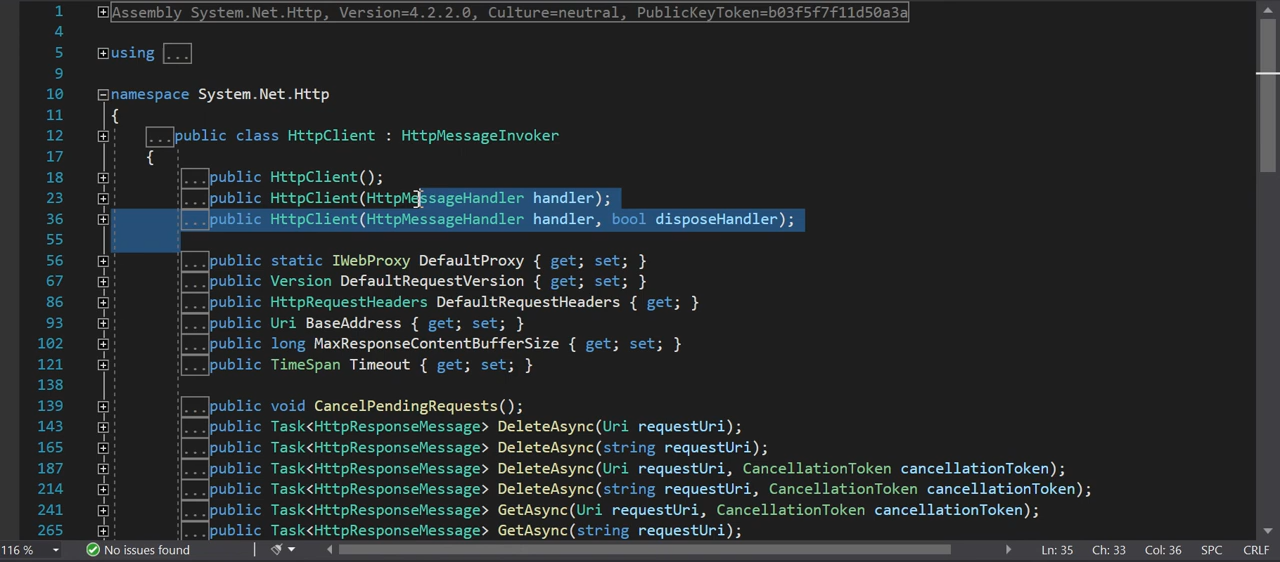 1 Assembly System.Net.Http, Version=4.2.2.0, Culture=neutral, PublicKeyToken=b03f5f7f11d50a3a
4
5 using ...
9
10 namespace System.Net.Http
11 {
12 ...public class HttpClient : HttpMessageInvoker
17 {
18 ...public HttpClient();
23 ...public HttpClient(HttpMessageHandler handler);
36 ...public HttpClient(HttpMessageHandler handler, bool disposeHandler);
55
56 ...public static IWebProxy DefaultProxy { get; set; }
67 ...public Version DefaultRequestVersion { get; set; }
86 ...public HttpRequestHeaders DefaultRequestHeaders { get; }
93 ...public Uri BaseAddress { get; set; }
102 ...public long MaxResponseContentBufferSize { get; set; }
121 ...public TimeSpan Timeout { get; set; }
138
139 ...public void CancelPendingRequests();
143 ...public Task<HttpResponseMessage> DeleteAsync(Uri requestUri);
165 ...public Task<HttpResponseMessage> DeleteAsync(string requestUri);
187 ...public Task<HttpResponseMessage> DeleteAsync(Uri requestUri, CancellationToken cancellationToken);
214 ...public Task<HttpResponseMessage> DeleteAsync(string requestUri, CancellationToken cancellationToken);
241 ...public Task<HttpResponseMessage> GetAsync(Uri requestUri, CancellationToken cancellationToken);
265 ...public Task<HttpResponseMessage> GetAsync(string requestUri);
116 % No issues found Ln: 35 Ch: 33 Col: 36 SPC CRLF